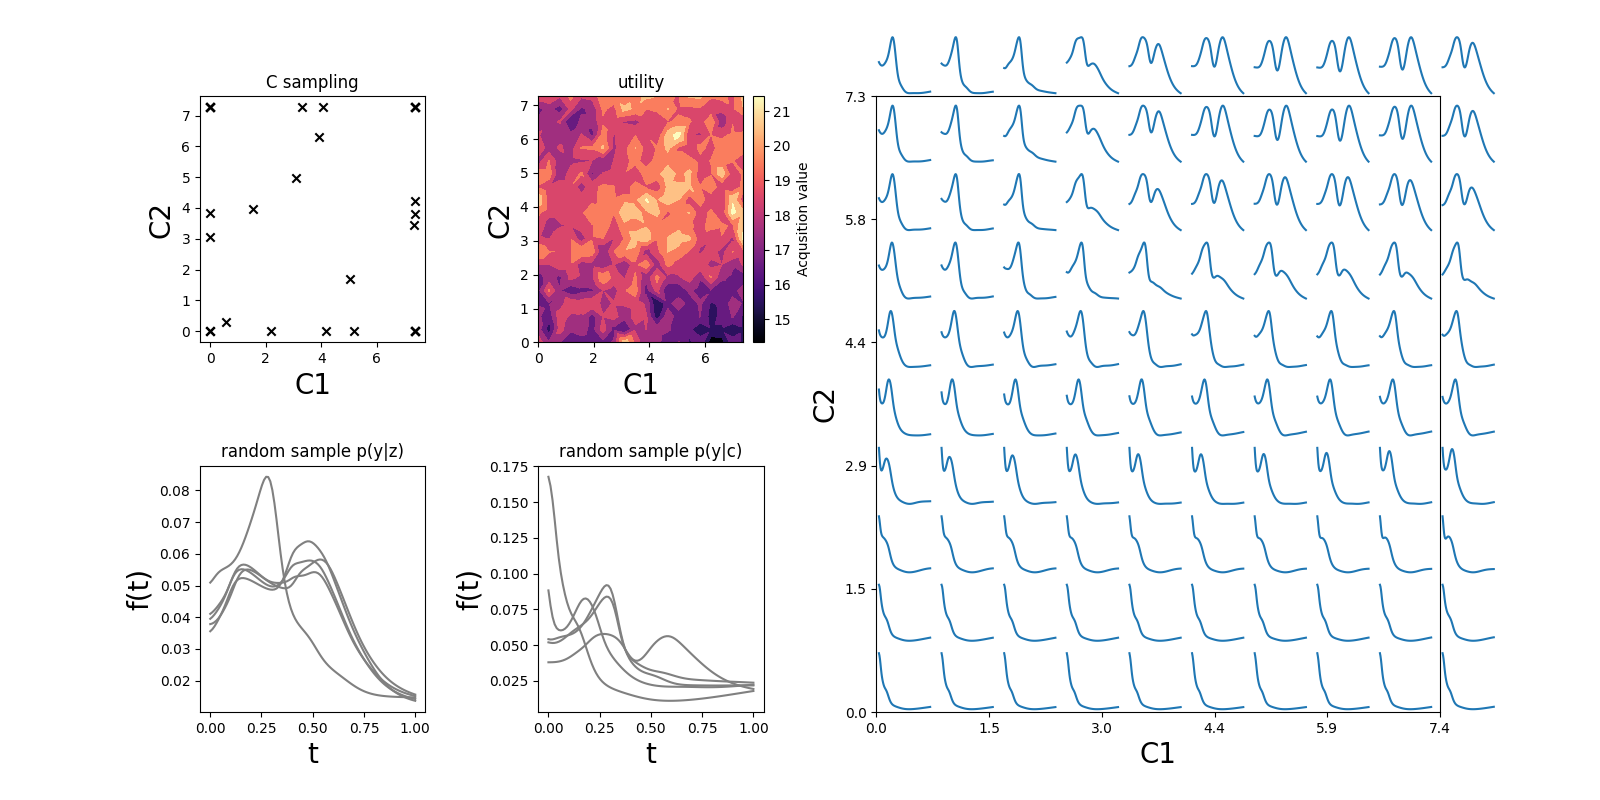 C sampling
7
6
5
4
3
2
1
0
C2
0 2 4 6
C1
utility
7
6
5
4
3
2
1
0
C2
0 2 4 6
C1
21
20
19
18
17
16
15
Acqusition value
random sample p(y|z)
0.08
0.07
0.06
0.05
0.04
0.03
0.02
f(t)
0.00 0.25 0.50 0.75 1.00
t
random sample p(y|c)
0.175
0.150
0.125
0.100
0.075
0.050
0.025
f(t)
0.00 0.25 0.50 0.75 1.00
t
7.3
5.8
4.4
2.9
1.5
0.0
C2
0.0 1.5 3.0 4.4 5.9 7.4
C1